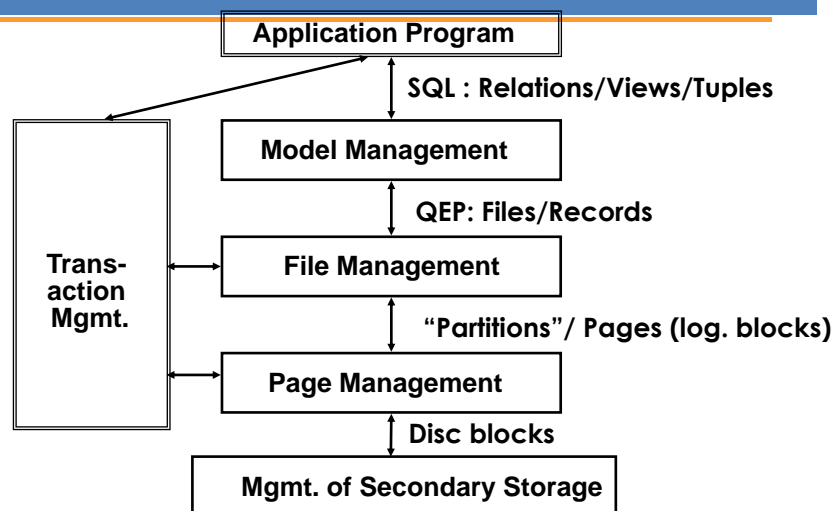 Application Program
SQL : Relations/Views/Tuples
Model Management
QEP: Files/Records
Trans-
action
Mgmt.
File Management
“Partitions”/ Pages (log. blocks)
Page Management
Disc blocks
Mgmt. of Secondary Storage